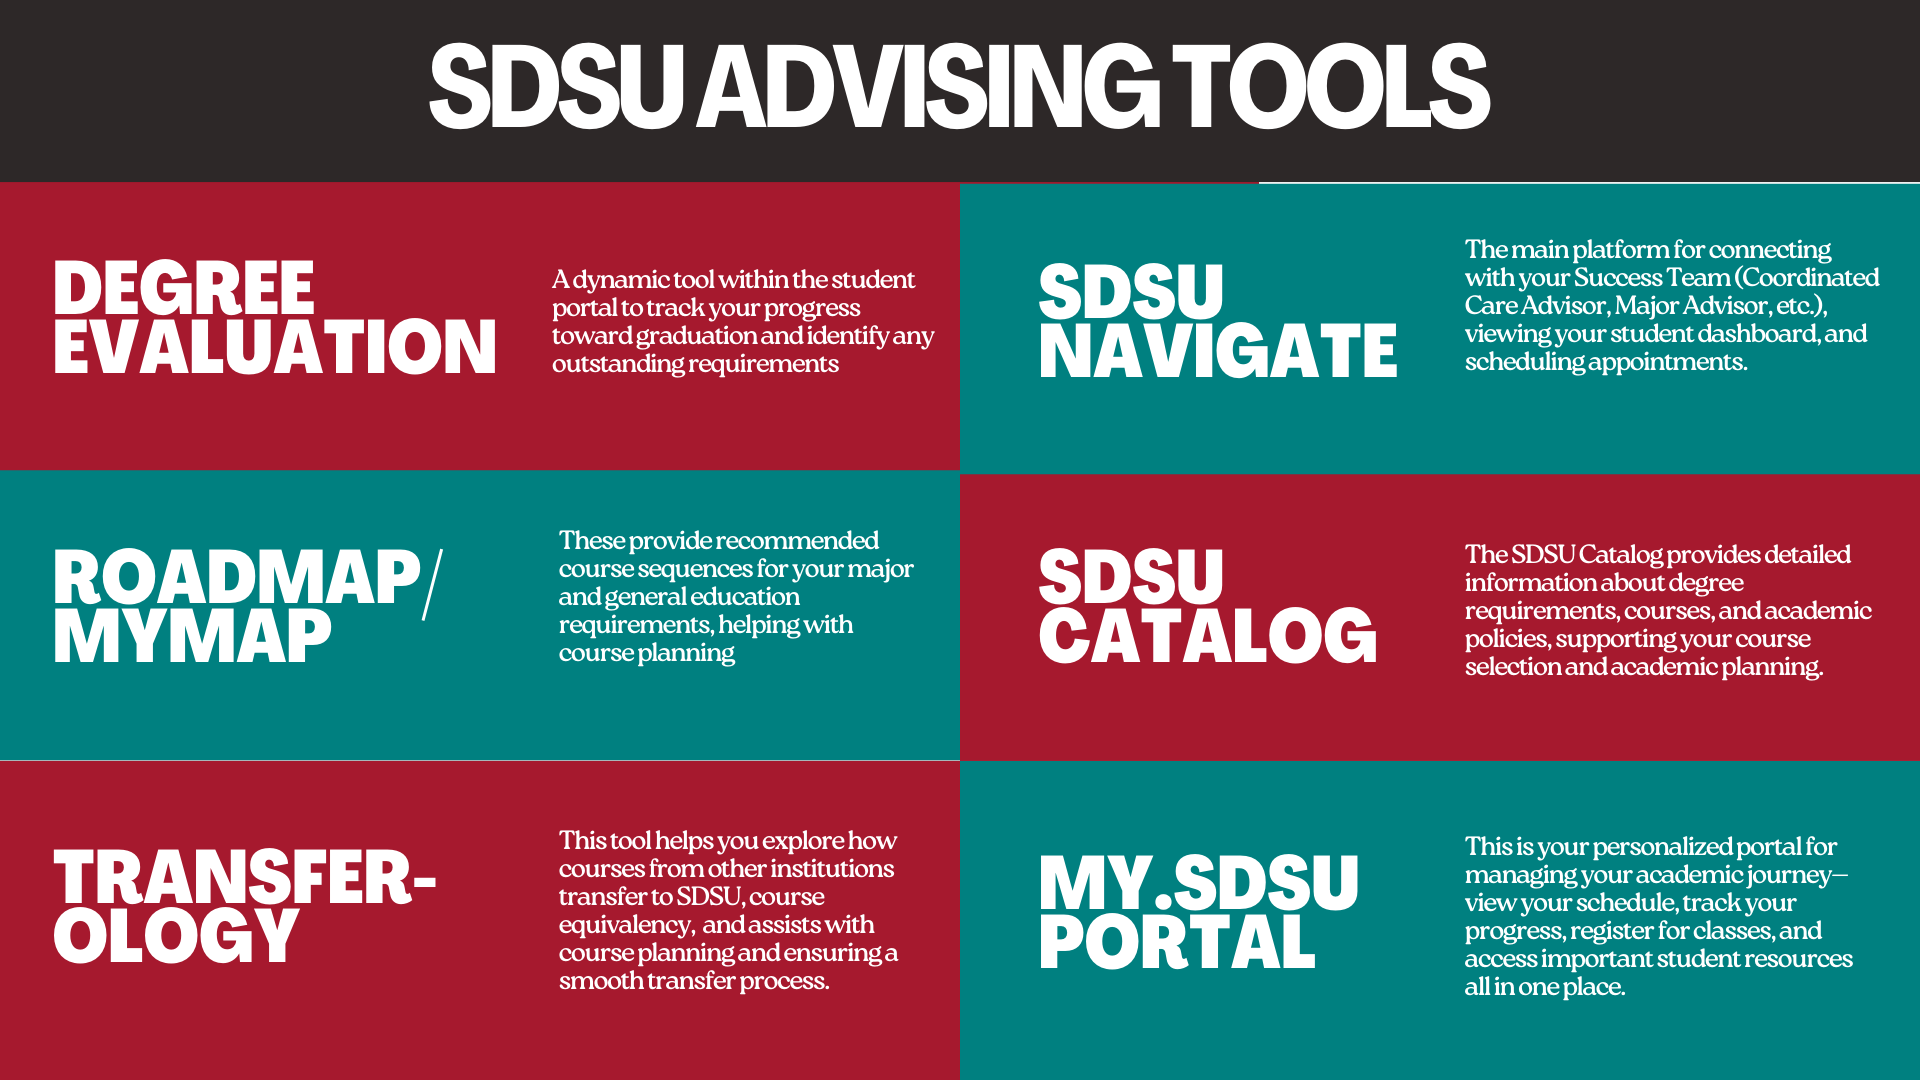 SDSU ADVISING TOOLS
DEGREE
EVALUATION
A dynamic tool within the student
portal to track your progress
toward graduation and identify any
outstanding requirements
SDSU
NAVIGATE
The main platform for connecting
with your Success Team (Coordinated
Care Advisor, Major Advisor, etc.),
viewing your student dashboard, and
scheduling appointments.
ROADMAP/
MYMAP
These provide recommended
course sequences for your major
and general education
requirements, helping with
course planning
SDSU
CATALOG
The SDSU Catalog provides detailed
information about degree
requirements, courses, and academic
policies, supporting your course
selection and academic planning.
TRANSFER-
OLOGY
This tool helps you explore how
courses from other institutions
transfer to SDSU, course
equivalency,  and assists with
course planning and ensuring a
smooth transfer process.
MY.SDSU
PORTAL
This is your personalized portal for
managing your academic journey—
view your schedule, track your
progress, register for classes, and
access important student resources
all in one place.